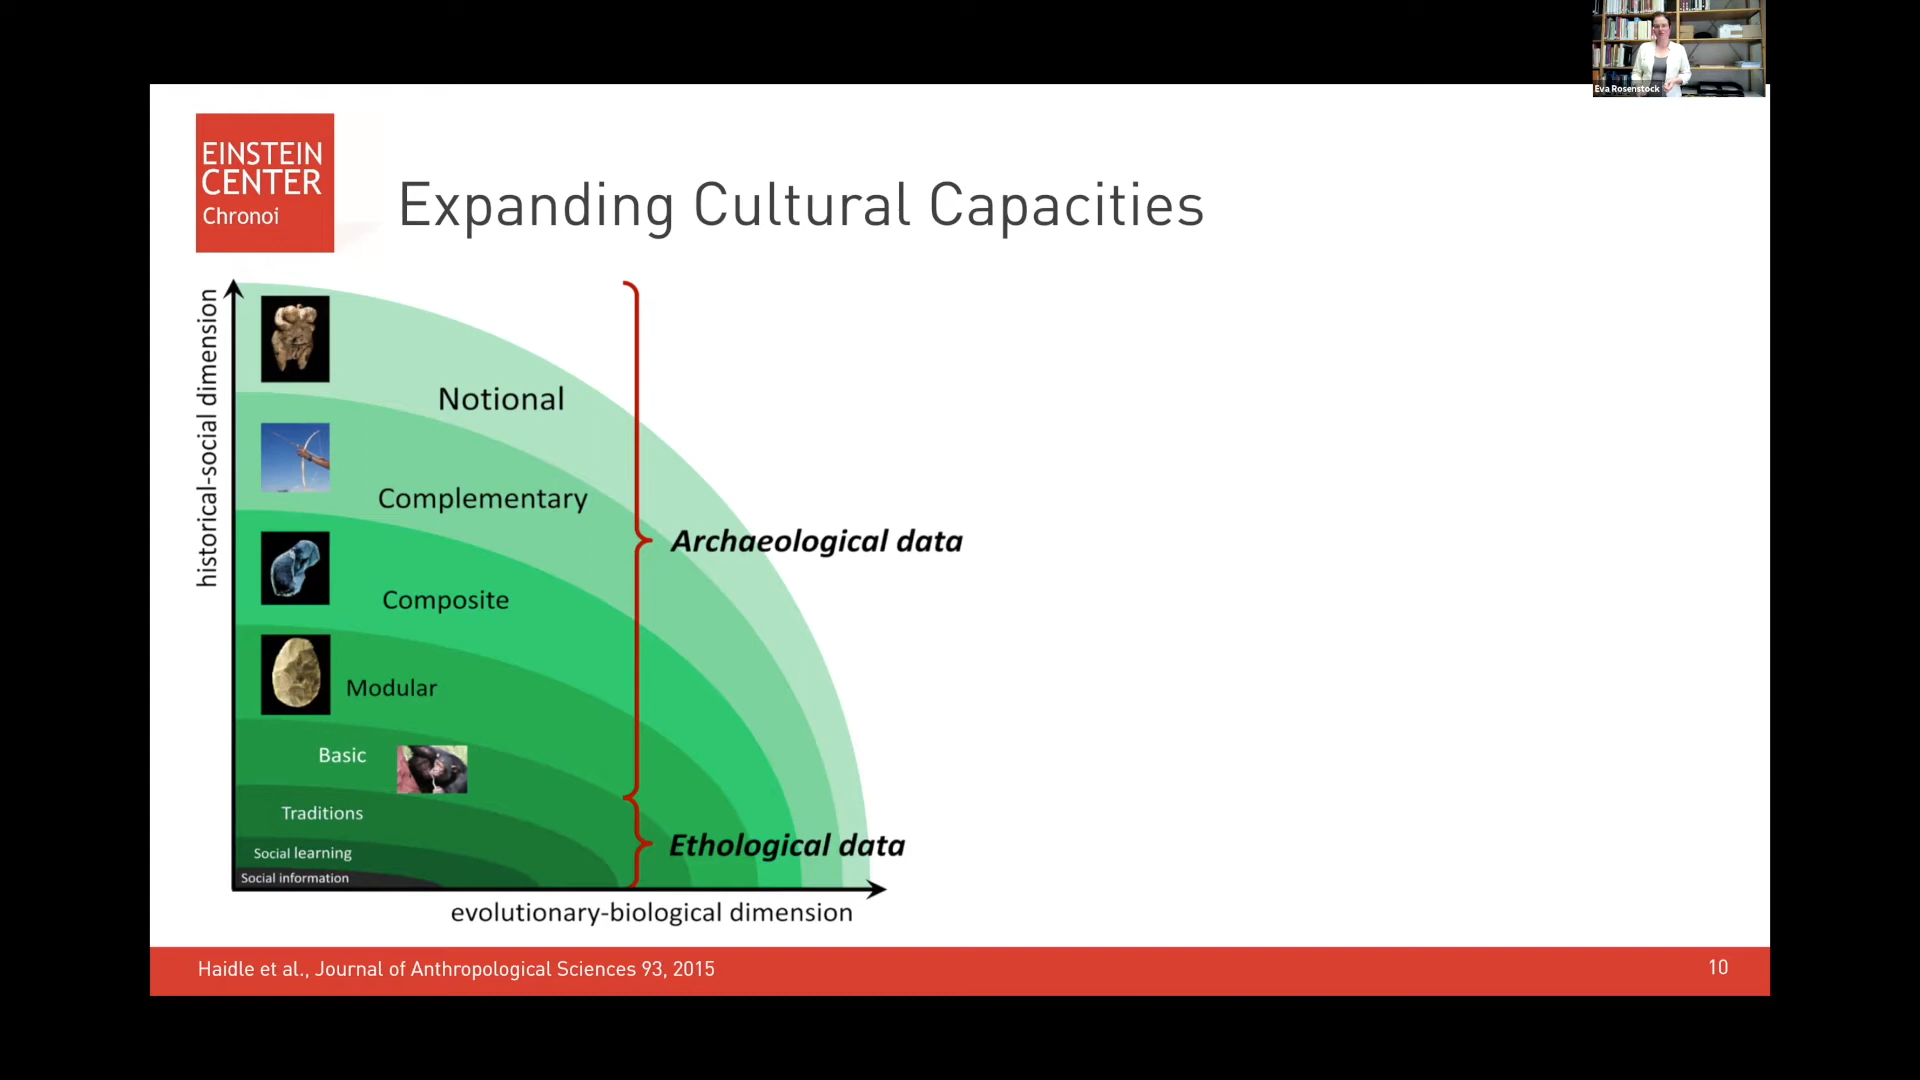 Eva Rosenstock
EINSTEIN
CENTER
Chronoi
Expanding Cultural Capacities
historical-social dimension
Notional
Complementary
Archaeological data
Composite
Modular
Basic
Traditions
Ethological data
Social learning
Social information
evolutionary-biological dimension
Haidle et al., Journal of Anthropological Sciences 93, 2015
10